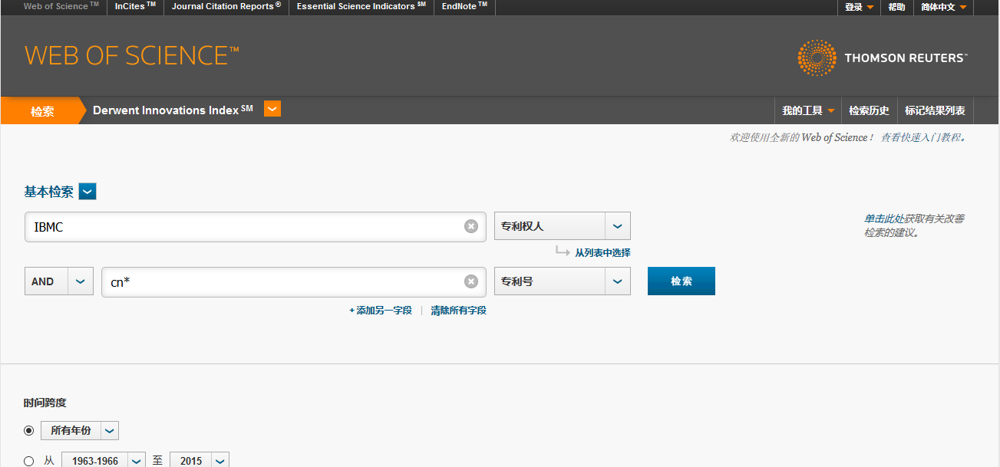 Web of Science™ InCites™ Journal Citation Reports® Essential Science Indicators℠ EndNote™ 登录 帮助 简体中文
WEB OF SCIENCE™ THOMSON REUTERS™
检索 Derwent Innovations Index℠ 我的工具 检索历史 标记结果列表
欢迎使用全新的 Web of Science！ 查看快速入门教程。
基本检索
IBMC 专利权人
单击此处获取有关改善
检索的建议。
从列表中选择
AND cn* 专利号 检索
+ 添加另一字段 | 清除所有字段
时间跨度
所有年份
从 1963-1966 至 2015